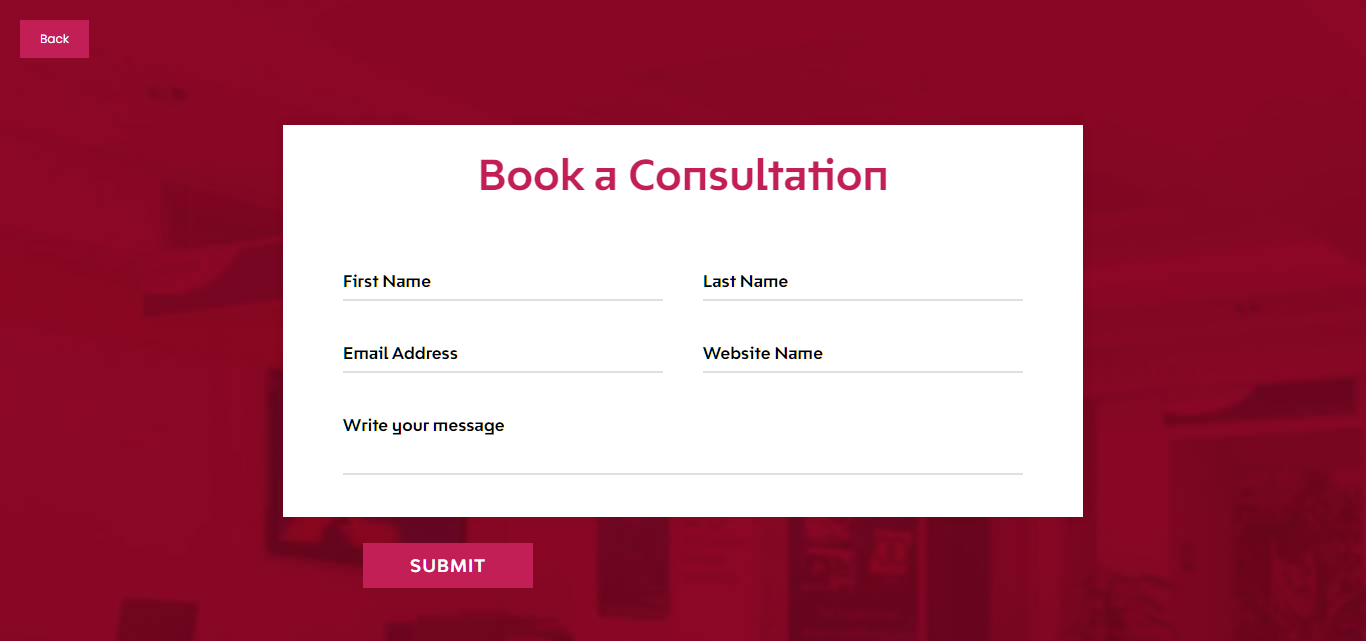 Back
Book a Consultation
First Name
Last Name
Email Address
Website Name
Write your message
SUBMIT